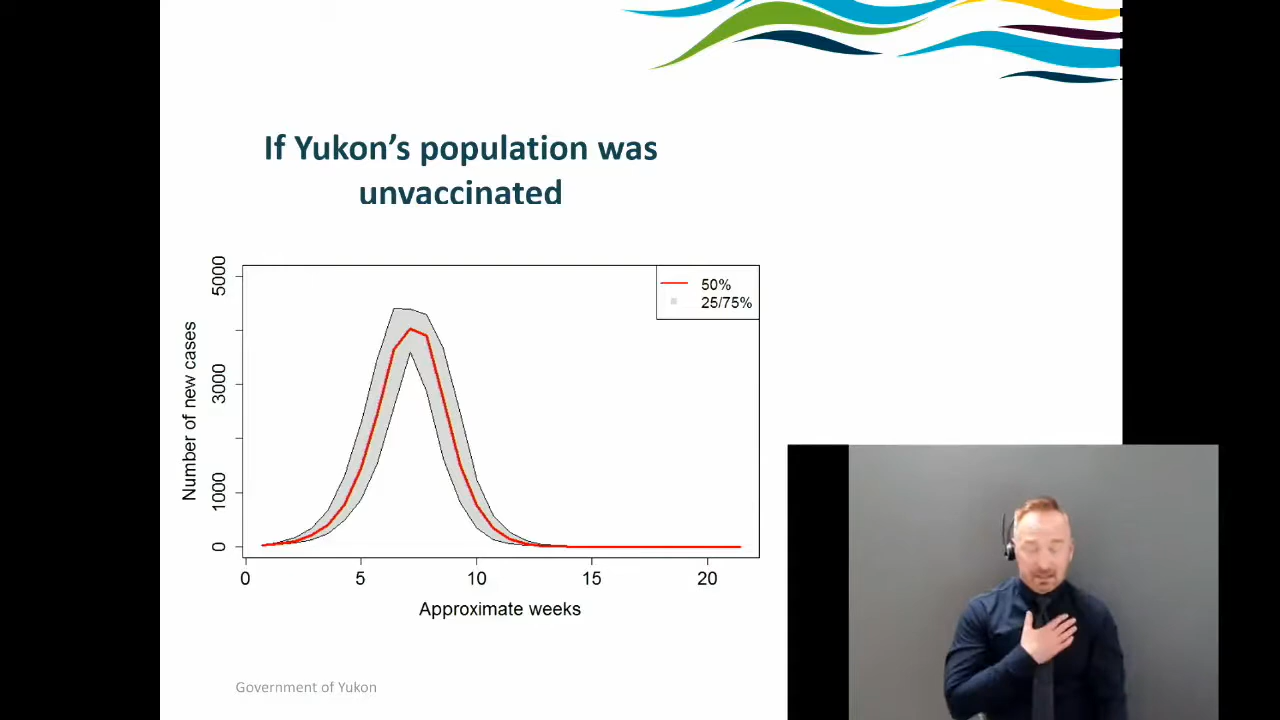 If Yukon’s population was
unvaccinated
50%
25/75%
5000
3000
1000
0
Number of new cases
0 5 10 15 20
Approximate weeks
Government of Yukon